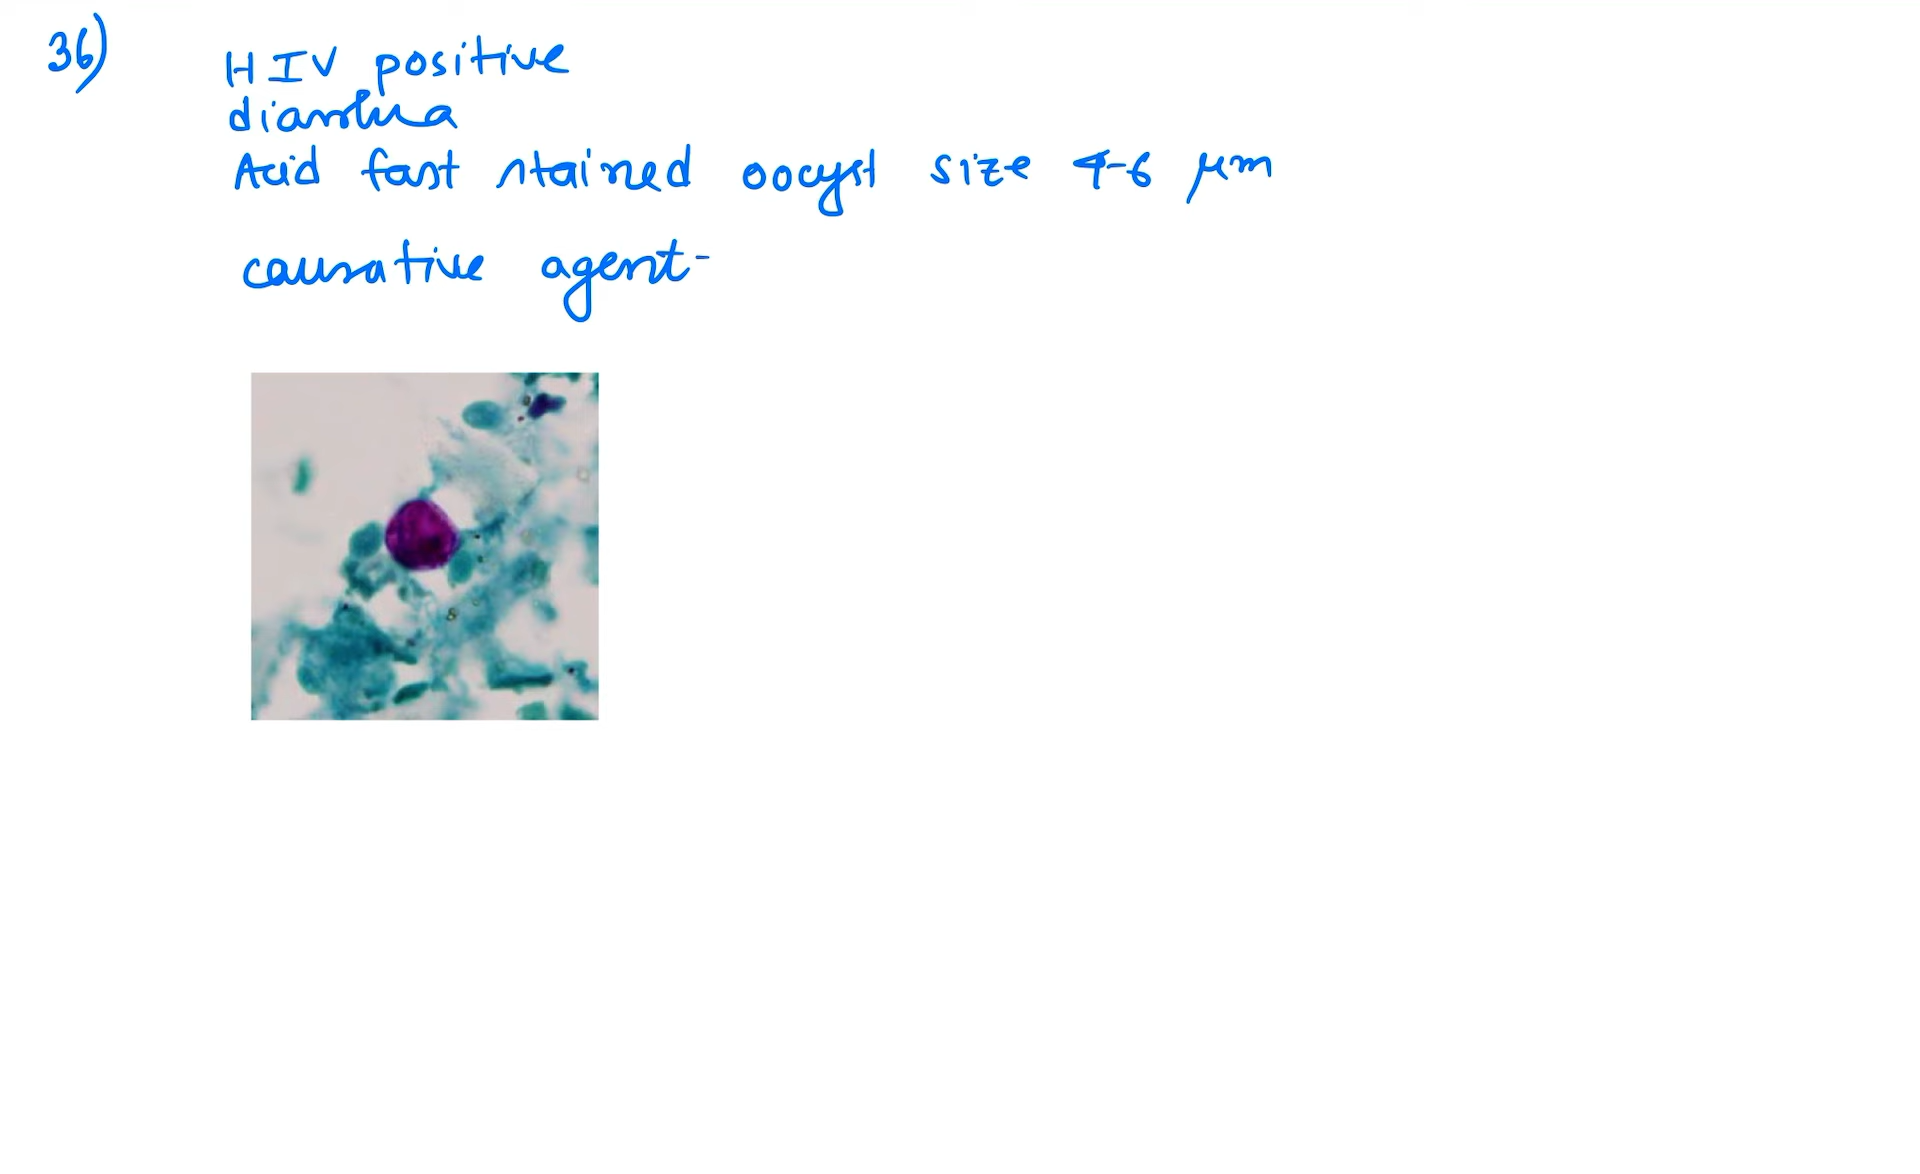 36) HIV positive
diarrhea
Acid fast stained oocyst size 4-6 μm
causative agent-